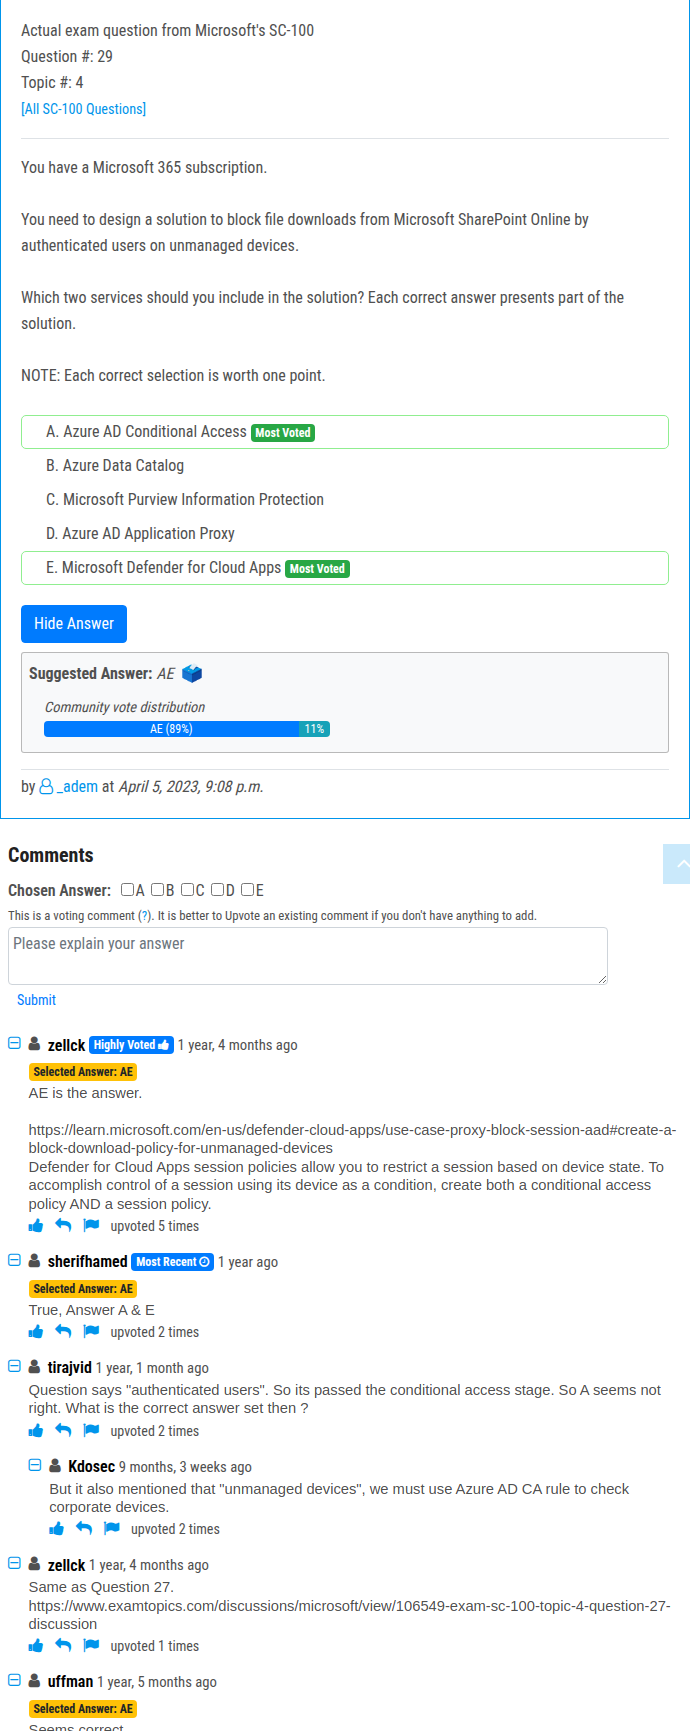 Actual exam question from Microsoft's SC-100
Question #: 29
Topic #: 4
[All SC-100 Questions]
You have a Microsoft 365 subscription.
You need to design a solution to block file downloads from Microsoft SharePoint Online by
authenticated users on unmanaged devices.
Which two services should you include in the solution? Each correct answer presents part of the
solution.
NOTE: Each correct selection is worth one point.
A. Azure AD Conditional Access Most Voted
B. Azure Data Catalog
C. Microsoft Purview Information Protection
D. Azure AD Application Proxy
E. Microsoft Defender for Cloud Apps Most Voted
Hide Answer
Suggested Answer: AE
Community vote distribution
AE (89%) 11%
by _adem at April 5, 2023, 9:08 p.m.
Comments
Chosen Answer: A B C D E
This is a voting comment (?). It is better to Upvote an existing comment if you don't have anything to add.
Please explain your answer
Submit
zellck Highly Voted 1 year, 4 months ago
Selected Answer: AE
AE is the answer.
https://learn.microsoft.com/en-us/defender-cloud-apps/use-case-proxy-block-session-aad#create-a-
block-download-policy-for-unmanaged-devices
Defender for Cloud Apps session policies allow you to restrict a session based on device state. To
accomplish control of a session using its device as a condition, create both a conditional access
policy AND a session policy.
upvoted 5 times
sherifhamed Most Recent 1 year ago
Selected Answer: AE
True, Answer A & E
upvoted 2 times
tirajvid 1 year, 1 month ago
Question says "authenticated users". So its passed the conditional access stage. So A seems not
right. What is the correct answer set then ?
upvoted 2 times
Kdosec 9 months, 3 weeks ago
But it also mentioned that "unmanaged devices", we must use Azure AD CA rule to check
corporate devices.
upvoted 2 times
zellck 1 year, 4 months ago
Same as Question 27.
https://www.examtopics.com/discussions/microsoft/view/106549-exam-sc-100-topic-4-question-27-
discussion
upvoted 1 times
uffman 1 year, 5 months ago
Selected Answer: AE
Seems correct